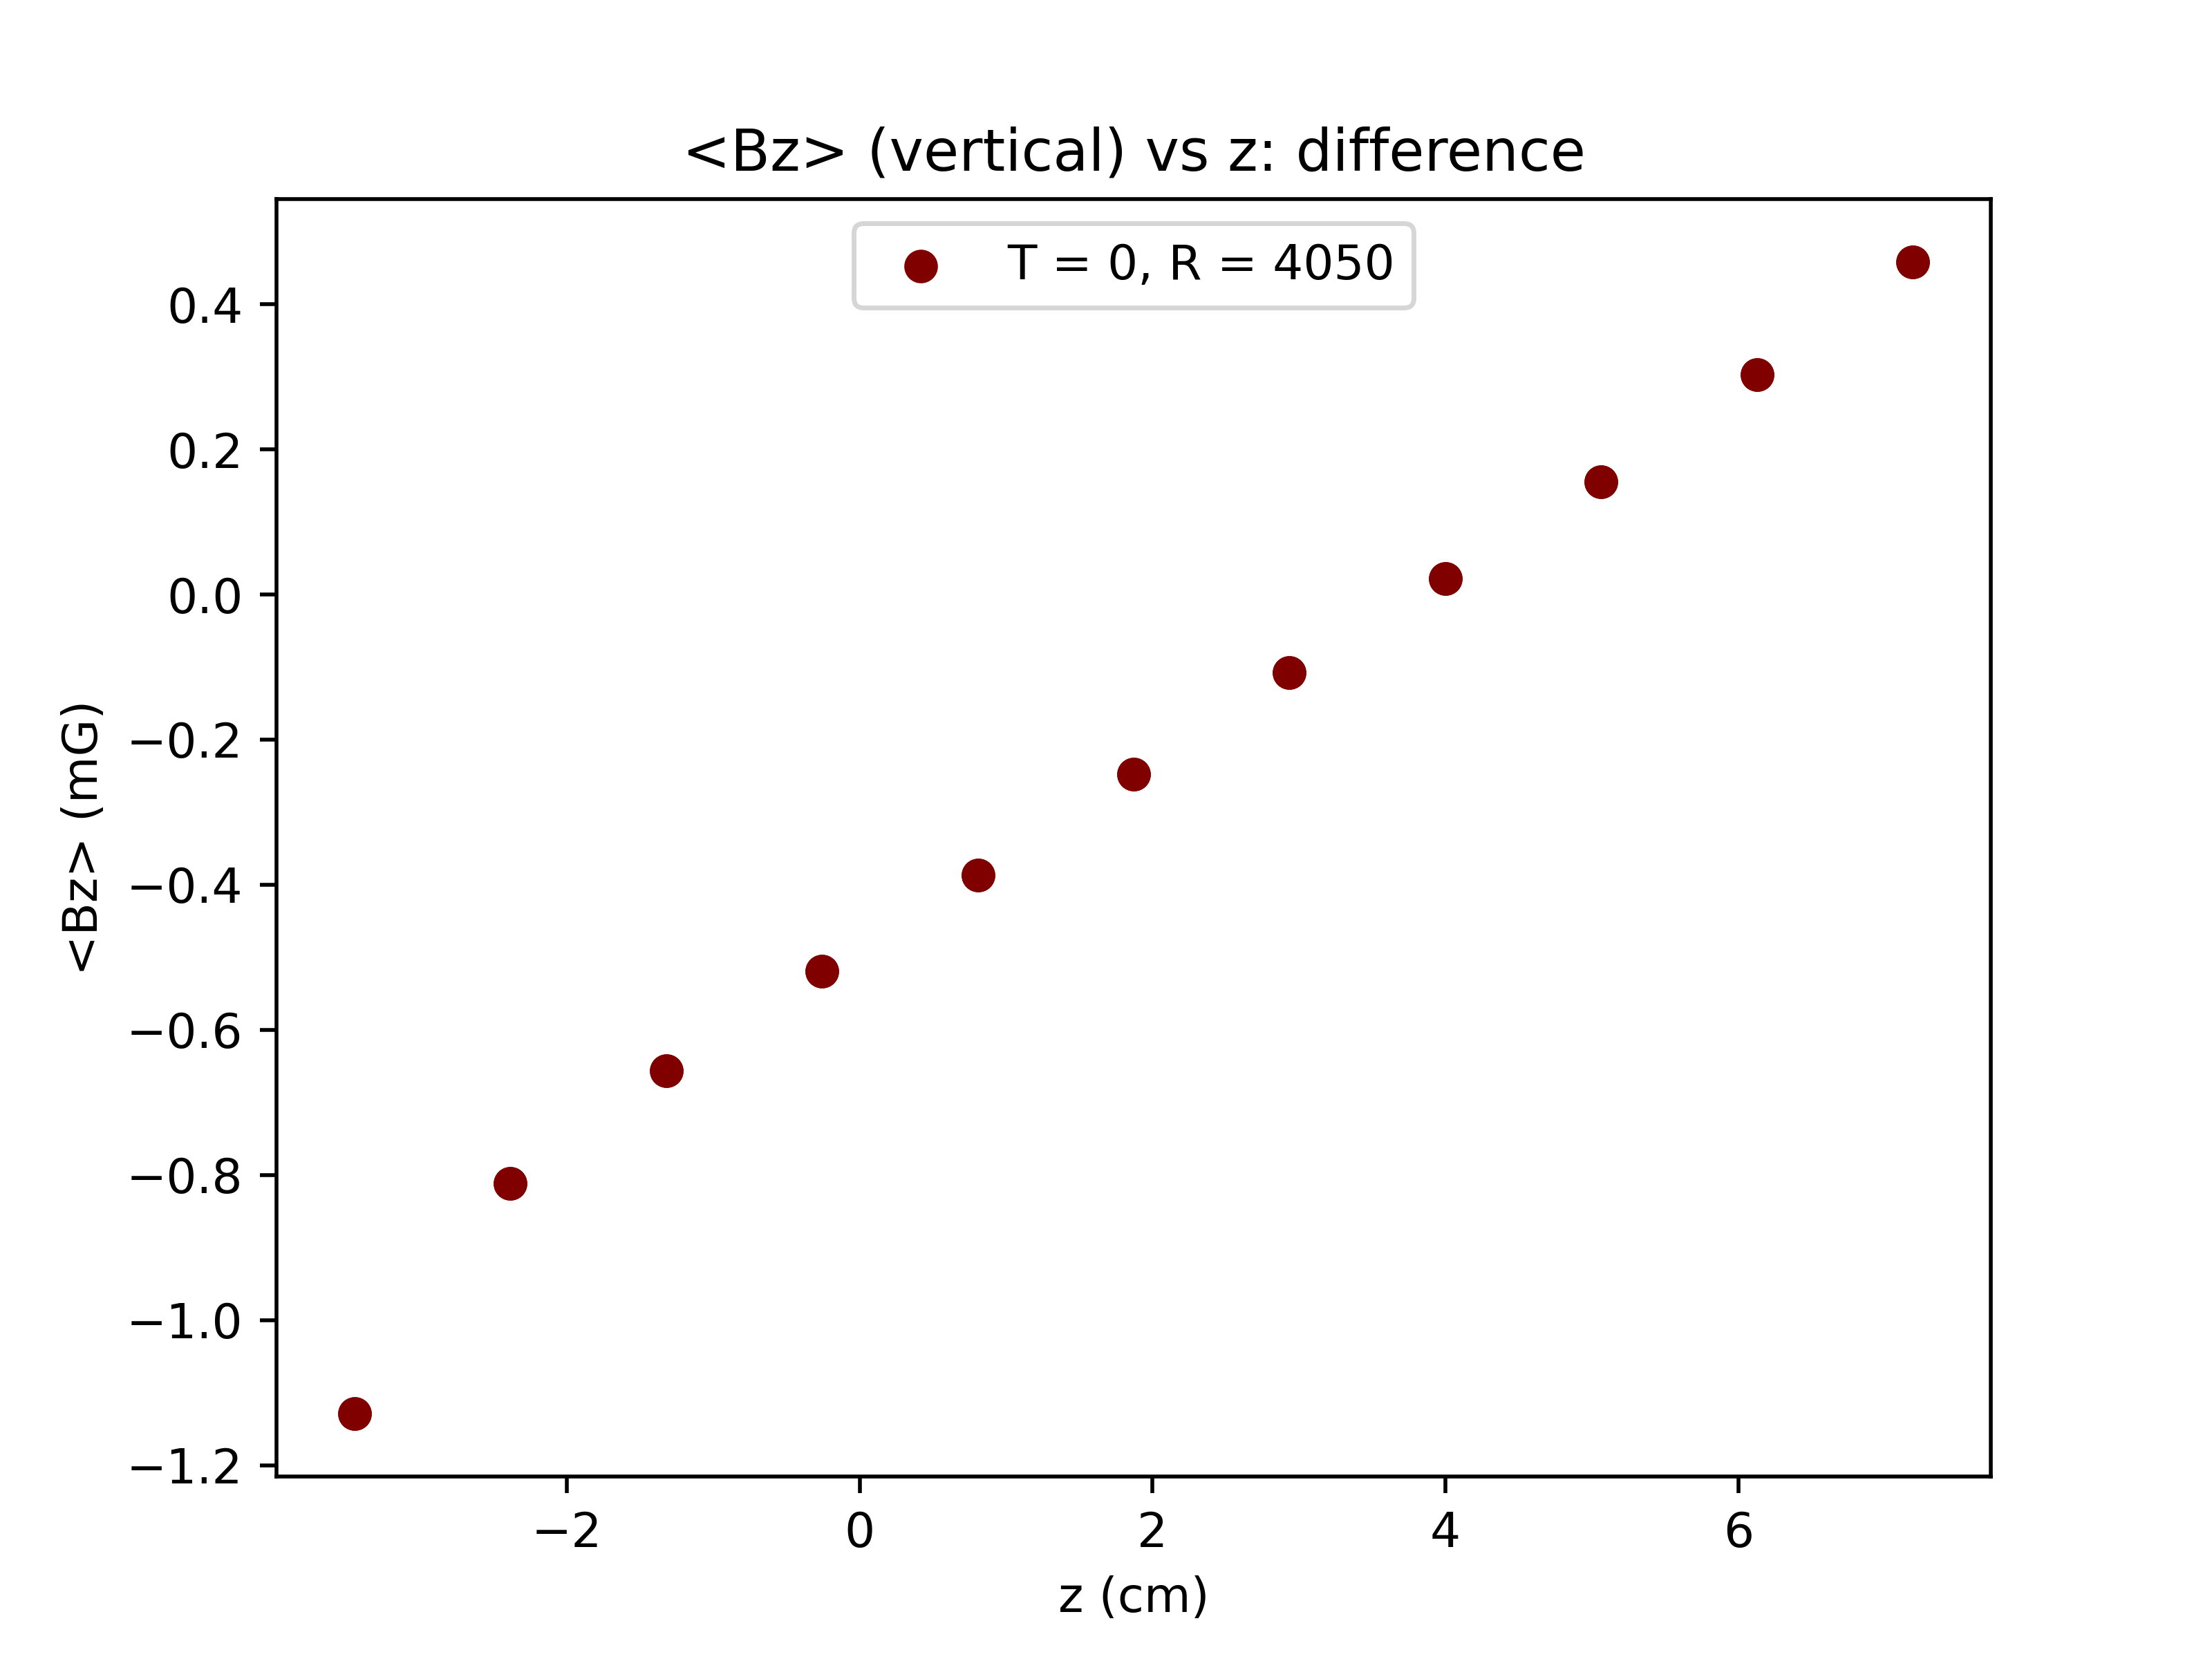 <Bz> (vertical) vs z: difference
T = 0, R = 4050
<Bz> (mG)
0.4
0.2
0.0
−0.2
−0.4
−0.6
−0.8
−1.0
−1.2
−2 0 2 4 6
z (cm)